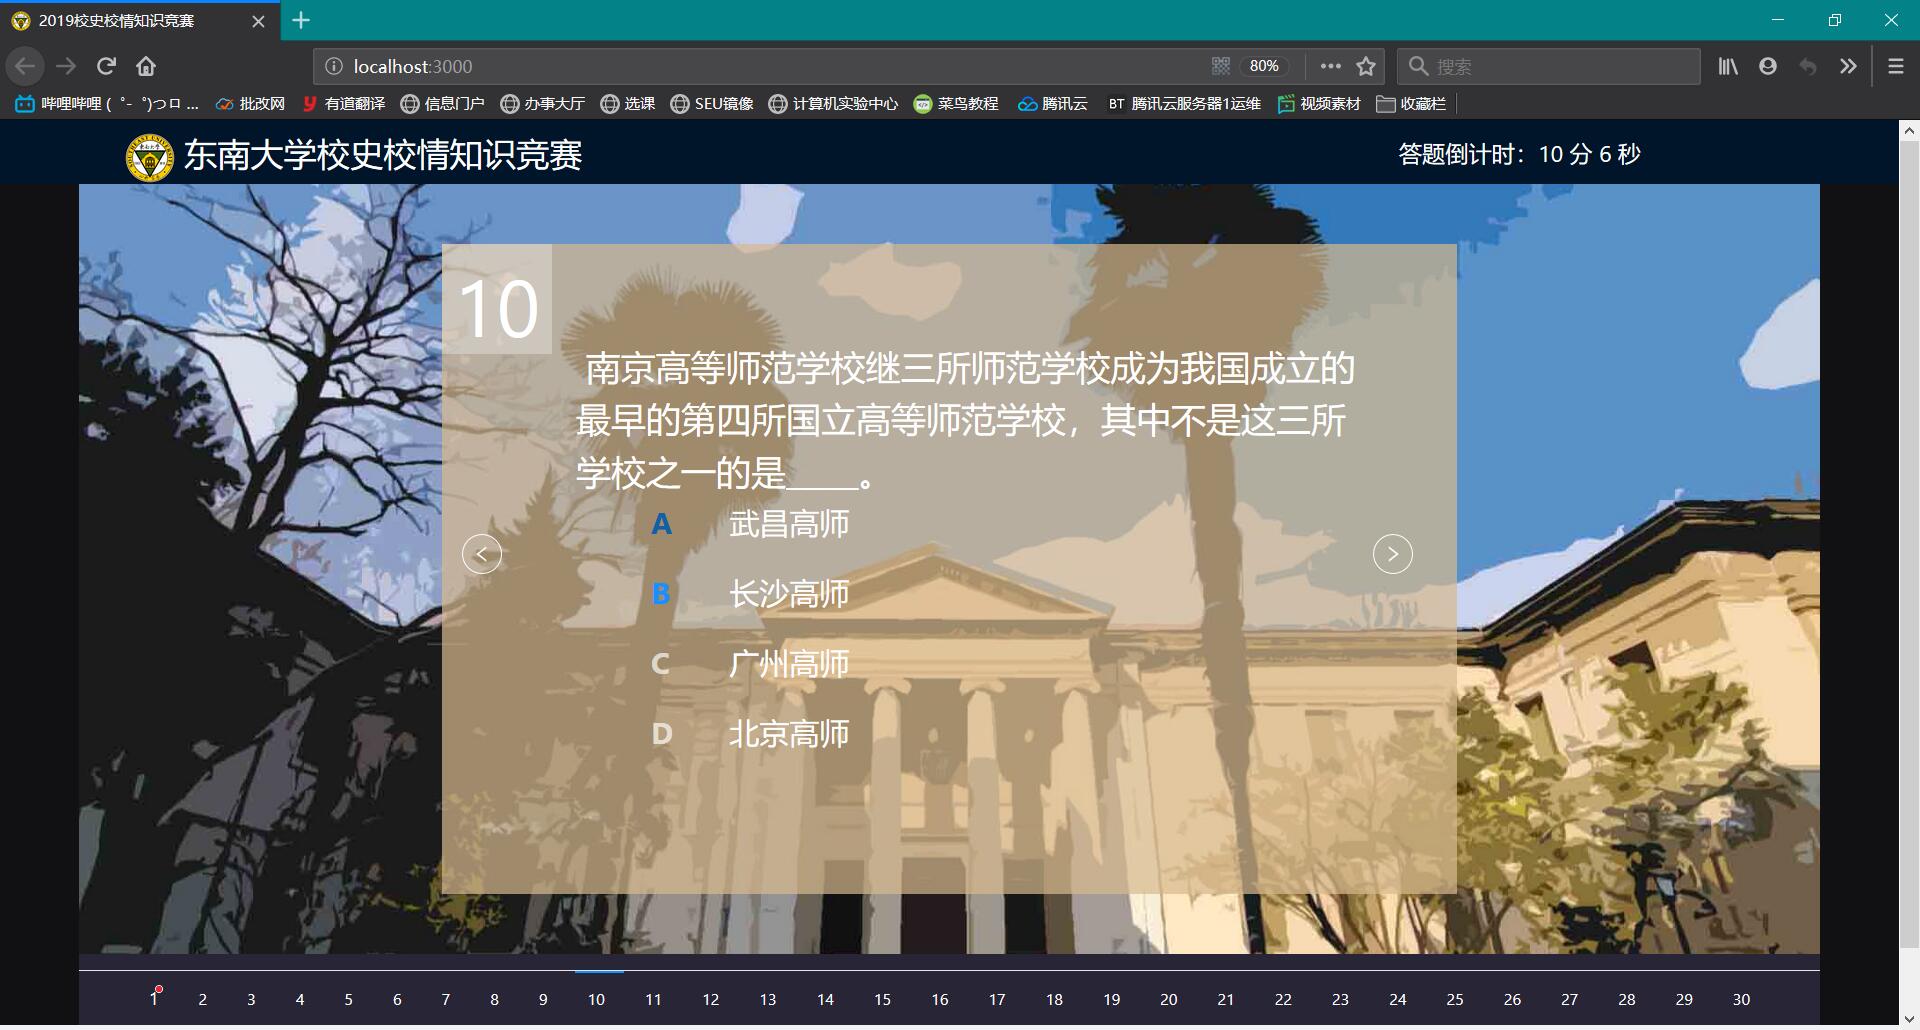 2019校史校情知识竞赛
localhost:3000
80%
搜索
哔哩哔哩 ( ゜- ゜)つロ ...
批改网
有道翻译
信息门户
办事大厅
选课
SEU镜像
计算机实验中心
菜鸟教程
腾讯云
BT 腾讯云服务器1运维
视频素材
收藏栏
东南大学校史校情知识竞赛
答题倒计时：10 分 6 秒
10
南京高等师范学校继三所师范学校成为我国成立的
最早的第四所国立高等师范学校，其中不是这三所
学校之一的是_____。
A 武昌高师
B 长沙高师
C 广州高师
D 北京高师
1 2 3 4 5 6 7 8 9 10 11 12 13 14 15 16 17 18 19 20 21 22 23 24 25 26 27 28 29 30